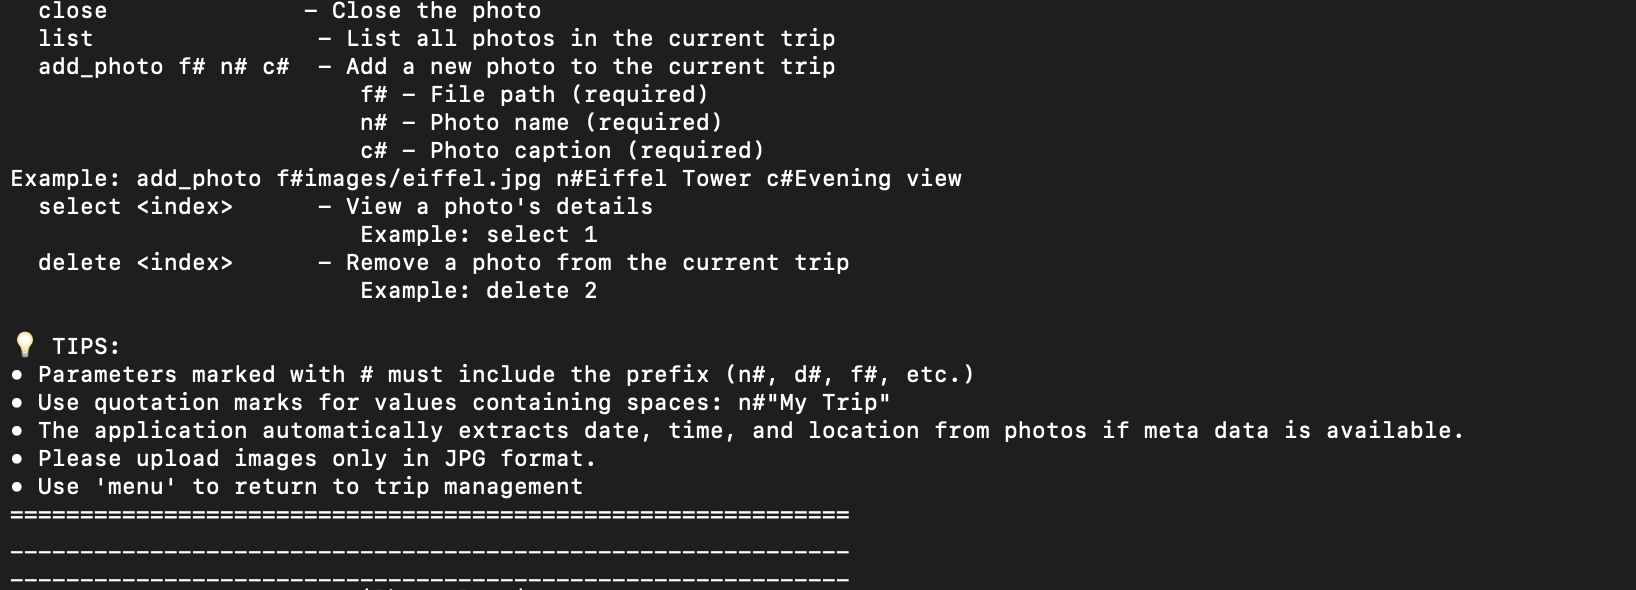 close – Close the photo
list – List all photos in the current trip
add_photo f# n# c# – Add a new photo to the current trip
f# – File path (required)
n# – Photo name (required)
c# – Photo caption (required)
Example: add_photo f#images/eiffel.jpg n#Eiffel Tower c#Evening view
select <index> – View a photo's details
Example: select 1
delete <index> – Remove a photo from the current trip
Example: delete 2
💡 TIPS:
• Parameters marked with # must include the prefix (n#, d#, f#, etc.)
• Use quotation marks for values containing spaces: n#"My Trip"
• The application automatically extracts date, time, and location from photos if meta data is available.
• Please upload images only in JPG format.
• Use 'menu' to return to trip management
============================================================
------------------------------------------------------------
------------------------------------------------------------